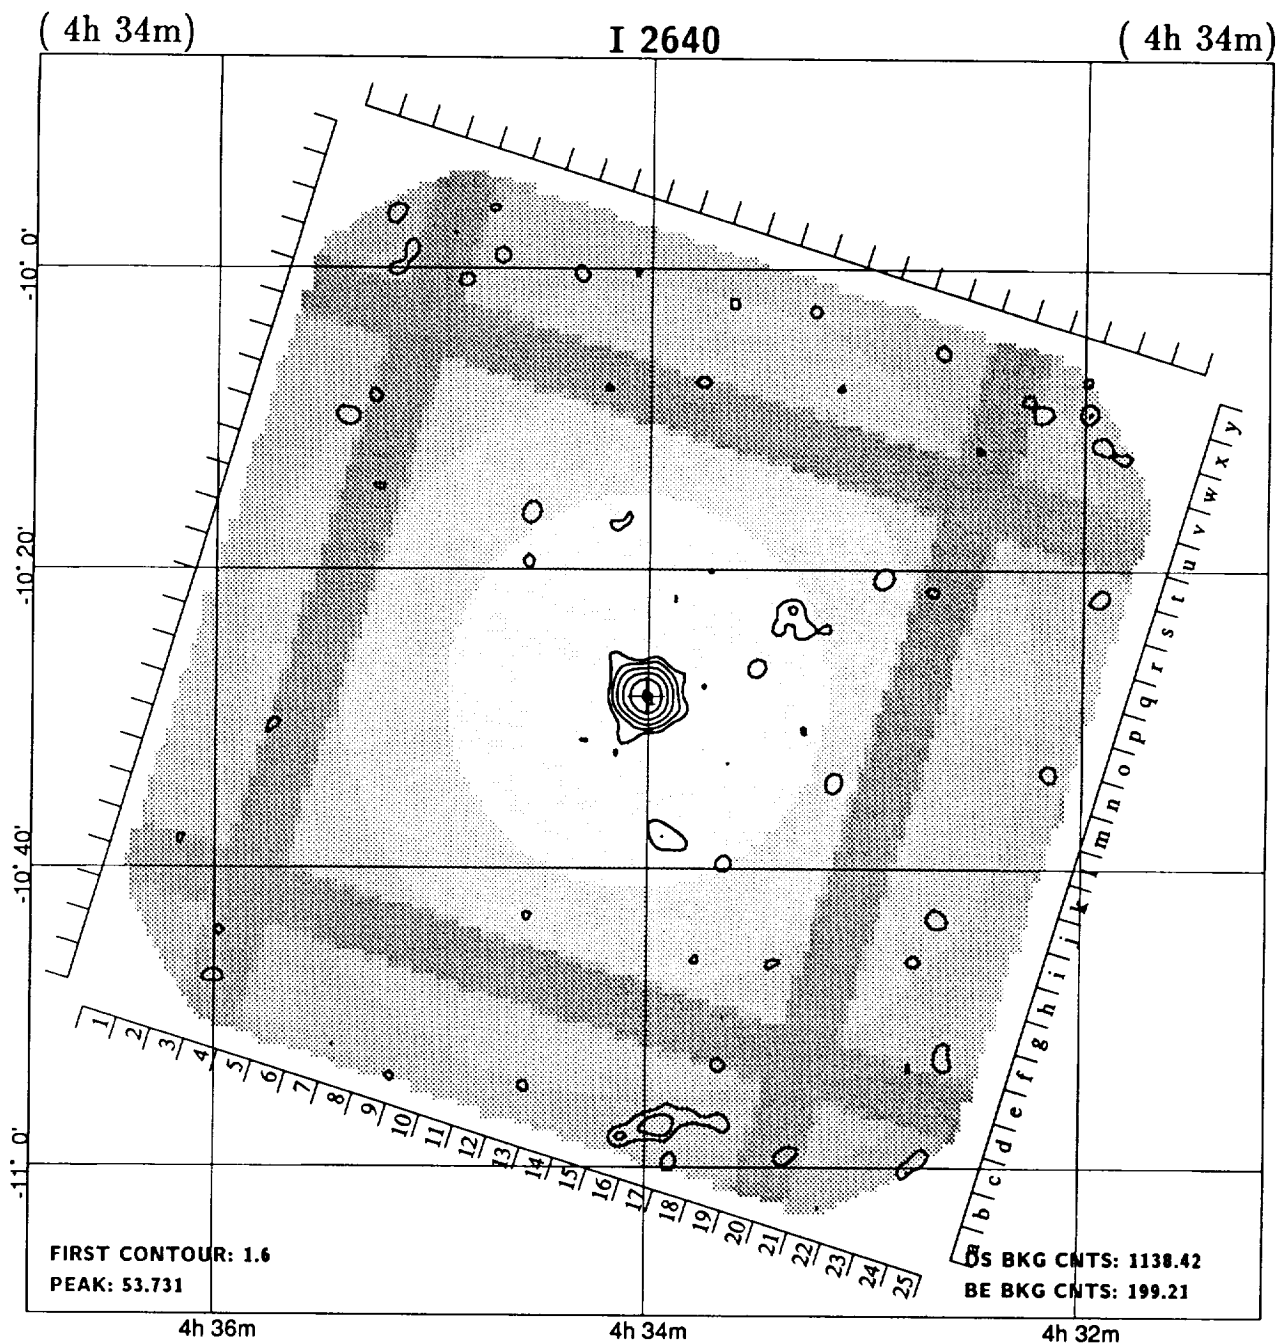 ( 4h 34m)
I 2640
( 4h 34m)
-10° 0'
-10° 20'
-10° 40'
-11° 0'
y
x
w
v
u
t
s
r
q
p
o
n
m
l
k
j
i
h
g
f
e
d
c
b
a
1 2 3 4 5 6 7 8 9 10 11 12 13 14 15 16 17 18 19 20 21 22 23 24 25
FIRST CONTOUR: 1.6
PEAK: 53.731
DS BKG CNTS: 1138.42
BE BKG CNTS: 199.21
4h 36m
4h 34m
4h 32m